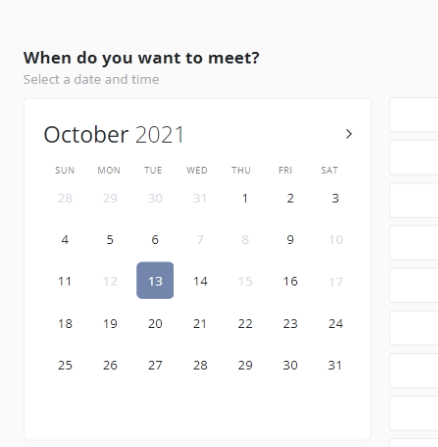 When do you want to meet?
Select a date and time
October 2021
SUN MON TUE WED THU FRI SAT
28 29 30 31 1 2 3
4 5 6 7 8 9 10
11 12 13 14 15 16 17
18 19 20 21 22 23 24
25 26 27 28 29 30 31